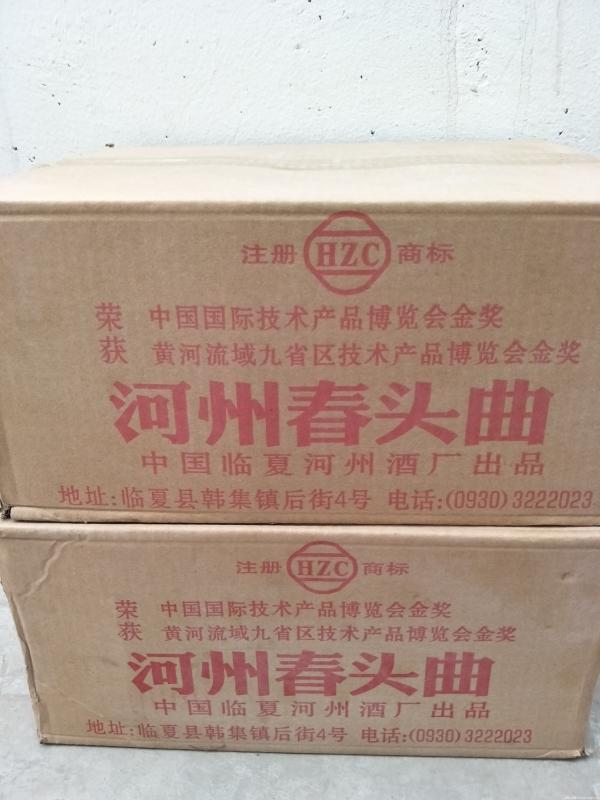 注册 HZC 商标
荣 中国国际技术产品博览会金奖
获 黄河流域九省区技术产品博览会金奖
河州春头曲
中国临夏河州酒厂出品
地址:临夏县韩集镇后街4号 电话:(0930)3222023
注册 HZC 商标
荣 中国国际技术产品博览会金奖
获 黄河流域九省区技术产品博览会金奖
河州春头曲
中国临夏河州酒厂出品
地址:临夏县韩集镇后街4号 电话:(0930)3222023